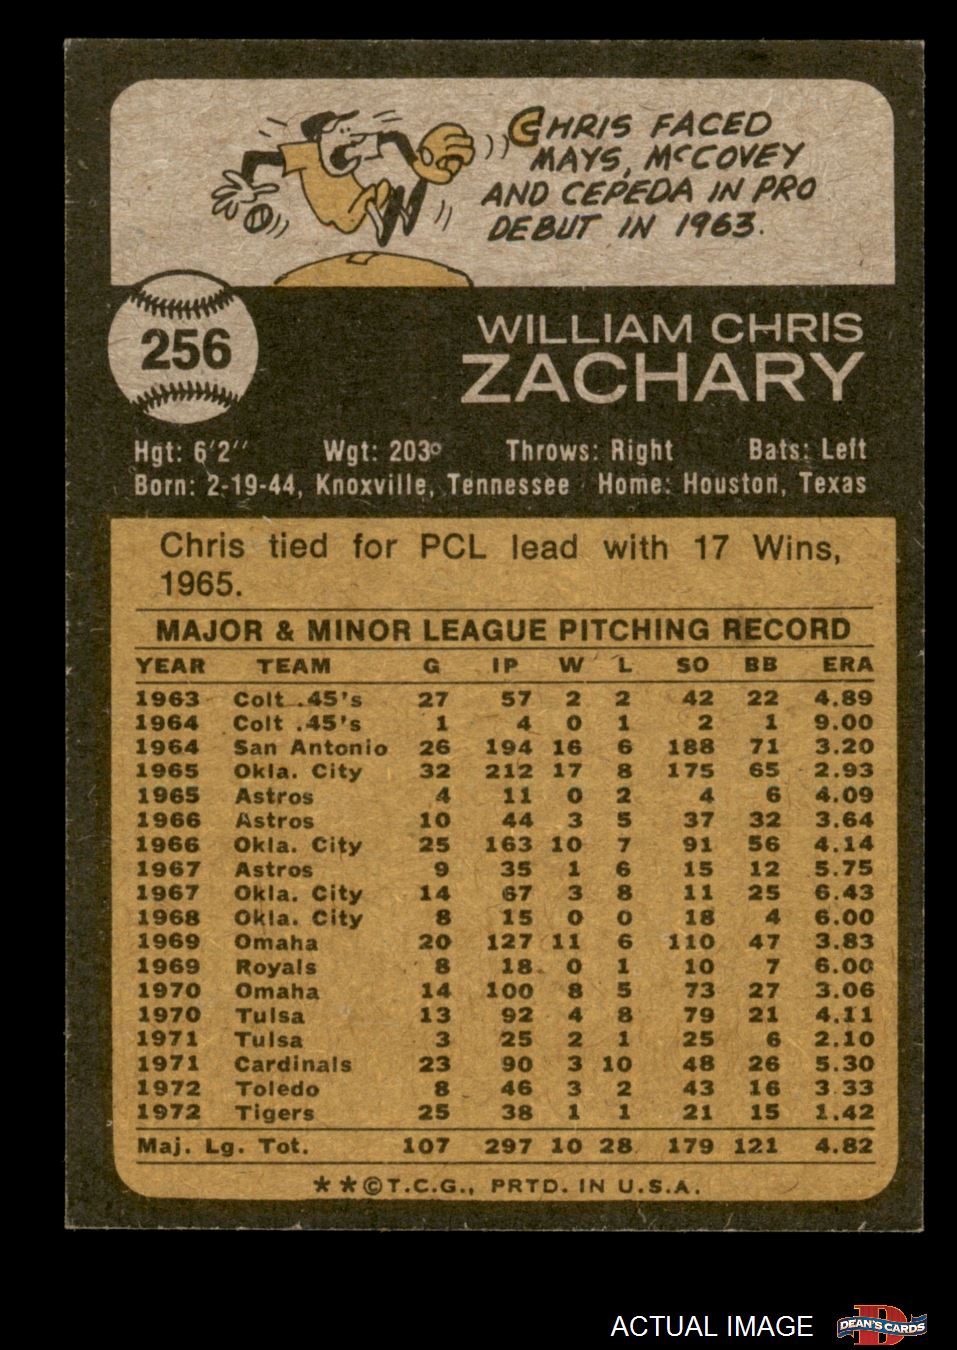 CHRIS FACED
MAYS, McCOVEY
AND CEPEDA IN PRO
DEBUT IN 1963.
256
WILLIAM CHRIS
ZACHARY
Hgt: 6'2" Wgt: 203 Throws: Right Bats: Left
Born: 2-19-44, Knoxville, Tennessee Home: Houston, Texas
Chris tied for PCL lead with 17 Wins,
1965.
MAJOR & MINOR LEAGUE PITCHING RECORD
YEAR TEAM G IP W L SO BB ERA
1963 Colt .45's 27 57 2 2 42 22 4.89
1964 Colt .45's 1 4 0 1 2 1 9.00
1964 San Antonio 26 194 16 6 188 71 3.20
1965 Okla. City 32 212 17 8 175 65 2.93
1965 Astros 4 11 0 2 4 6 4.09
1966 Astros 10 44 3 5 37 32 3.64
1966 Okla. City 25 163 10 7 91 56 4.14
1967 Astros 9 35 1 6 15 12 5.75
1967 Okla. City 14 67 3 8 11 25 6.43
1968 Okla. City 8 15 0 0 18 4 6.00
1969 Omaha 20 127 11 6 110 47 3.83
1969 Royals 8 18 0 1 10 7 6.00
1970 Omaha 14 100 8 5 73 27 3.06
1970 Tulsa 13 92 4 8 79 21 4.11
1971 Tulsa 3 25 2 1 25 6 2.10
1971 Cardinals 23 90 3 10 48 26 5.30
1972 Toledo 8 46 3 2 43 16 3.33
1972 Tigers 25 38 1 1 21 15 1.42
Maj. Lg. Tot. 107 297 10 28 179 121 4.82
**©T.C.G., PRTD. IN U.S.A.
ACTUAL IMAGE
D
DEAN'S CARDS